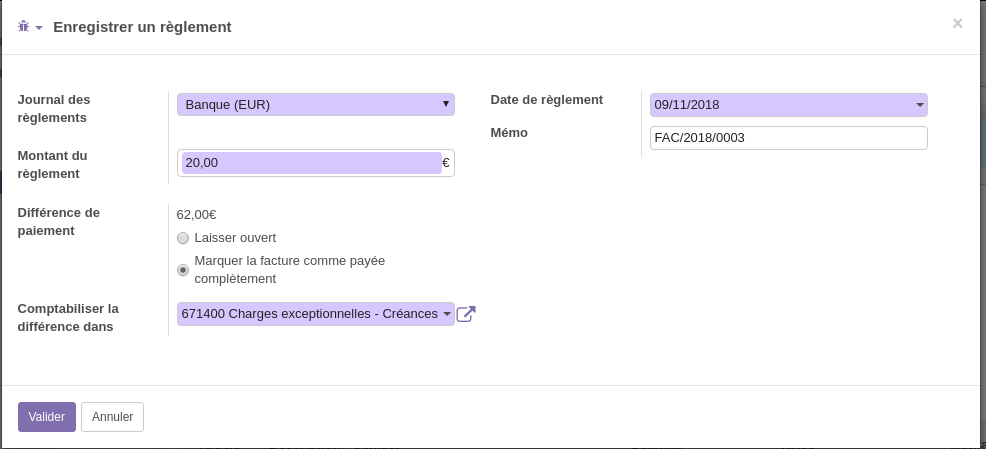 Enregistrer un règlement
×
Journal des
règlements
Banque (EUR)
Date de règlement
09/11/2018
Mémo
FAC/2018/0003
Montant du
règlement
20,00 €
Différence de
paiement
62,00€
Laisser ouvert
Marquer la facture comme payée
complètement
Comptabiliser la
différence dans
671400 Charges exceptionnelles - Créances
Valider
Annuler